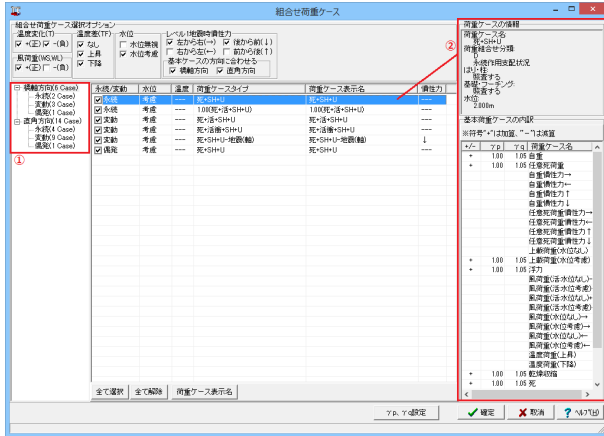 組合せ荷重ケース
組合せ荷重ケース選択オプション
温度変化(T)
+(正) -(負)
風荷重(WS,WL)
+(正) -(負)
温度差(TF)
なし
上昇
下降
水位
水位無視
水位考慮
レベル1地震時慣性力
左から右(→) 後から前(↓)
右から左(←) 前から後(↑)
基本ケースの方向に合わせる
橋軸方向 直角方向
橋軸方向(6 Case)
永続(2 Case)
変動(3 Case)
偶発(1 Case)
直角方向(14 Case)
永続(4 Case)
変動(9 Case)
偶発(1 Case)
①
永続/変動 水位 温度 荷重ケースタイプ 荷重ケース表示名 慣性力
永続 考慮 --- 死+SH+U 死+SH+U ---
永続 考慮 --- 1.00(死+活+SH+U) 1.00(死+活+SH+U) ---
変動 考慮 --- 死+活+SH+U 死+活+SH+U ---
変動 考慮 --- 死+活衝+SH+U 死+活衝+SH+U ---
変動 考慮 --- 死+SH+U-地震(軸) 死+SH+U-地震(軸) ↓
偶発 考慮 --- 死+SH+U 死+SH+U ---
全て選択 全て解除 荷重ケース表示名
②
荷重ケースの情報
荷重ケース名
死+SH+U
荷重組合せ分類
D
永続作用支配状況
はり・柱:
照査する
基礎・フーチング:
照査する
水位:
2.000m
基本荷重ケースの内訳
※符号"+"は加算、"-"は減算
+/- γp γq 荷重ケース名
+ 1.00 1.05 自重
+ 1.00 1.05 任意死荷重
自重慣性力→
自重慣性力←
自重慣性力↑
自重慣性力↓
任意死荷重慣性力→
任意死荷重慣性力←
任意死荷重慣性力↑
任意死荷重慣性力↓
上載荷重(水位なし)
+ 1.00 1.05 上載荷重(水位考慮)
+ 1.00 1.05 浮力
風荷重(活:水位なし)-
風荷重(活:水位考慮)
風荷重(活:水位なし)+
風荷重(活:水位考慮)
風荷重(水位なし)→
風荷重(水位考慮)→
風荷重(水位なし)←
風荷重(水位考慮)←
温度荷重(上昇)
温度荷重(下降)
+ 1.00 1.05 乾燥収縮
+ 1.00 1.05 死
γp、γq設定 確定 取消 ヘルプ(H)